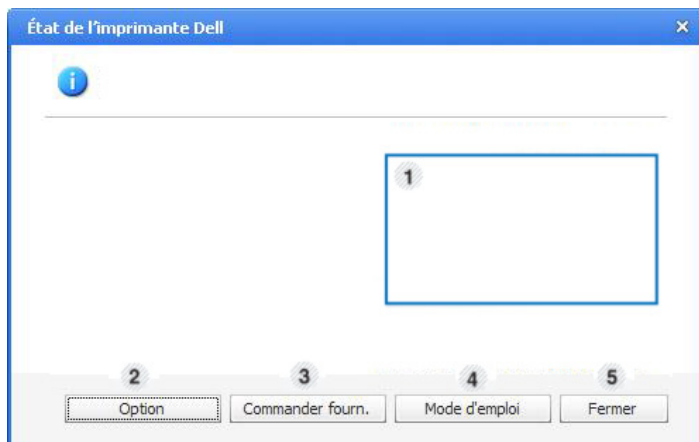 État de l'imprimante Dell
1
2 3 4 5
Option Commander fourn. Mode d'emploi Fermer